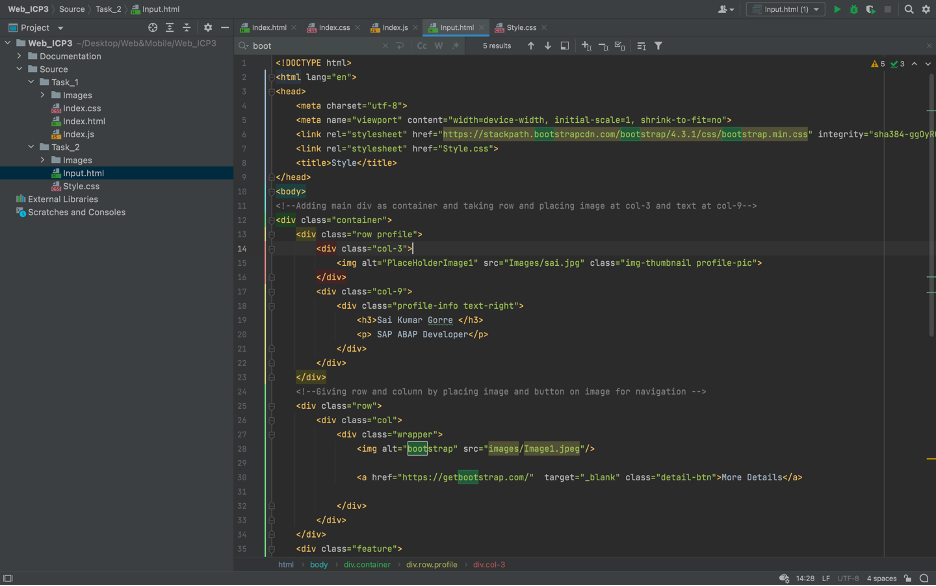 Web_ICP3 Source Task_2 Input.html Input.html (1)
Project Index.html Index.css Index.js Input.html Style.css
Web_ICP3 ~/Desktop/Web&Mobile/Web_ICP3
Documentation
Source
Task_1
Images
Index.css
Index.html
Index.js
Task_2
Images
Input.html
Style.css
External Libraries
Scratches and Consoles
boot Cc W .* 5 results
5 3
1 <!DOCTYPE html>
2 <html lang="en">
3 <head>
4 <meta charset="utf-8">
5 <meta name="viewport" content="width=device-width, initial-scale=1, shrink-to-fit=no">
6 <link rel="stylesheet" href="https://stackpath.bootstrapcdn.com/bootstrap/4.3.1/css/bootstrap.min.css" integrity="sha384-ggOyR
7 <link rel="stylesheet" href="Style.css">
8 <title>Style</title>
9 </head>
10 <body>
11 <!--Adding main div as container and taking row and placing image at col-3 and text at col-9-->
12 <div class="container">
13 <div class="row profile">
14 <div class="col-3">
15 <img alt="PlaceHolderImage1" src="Images/sai.jpg" class="img-thumbnail profile-pic">
16 </div>
17 <div class="col-9">
18 <div class="profile-info text-right">
19 <h3>Sai Kumar Gorre </h3>
20 <p> SAP ABAP Developer</p>
21 </div>
22 </div>
23 </div>
24 <!--Giving row and column by placing image and button on image for navigation -->
25 <div class="row">
26 <div class="col">
27 <div class="wrapper">
28 <img alt="bootstrap" src="images/Image1.jpeg"/>
29
30 <a href="https://getbootstrap.com/" target="_blank" class="detail-btn">More Details</a>
31
32 </div>
33 </div>
34 </div>
35 <div class="feature">
html body div.container div.row.profile div.col-3
14:28 LF UTF-8 4 spaces